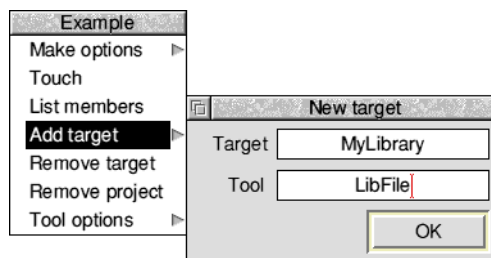 Example
Make options
Touch
List members
Add target
Remove target
Remove project
Tool options
New target
Target MyLibrary
Tool LibFile
OK